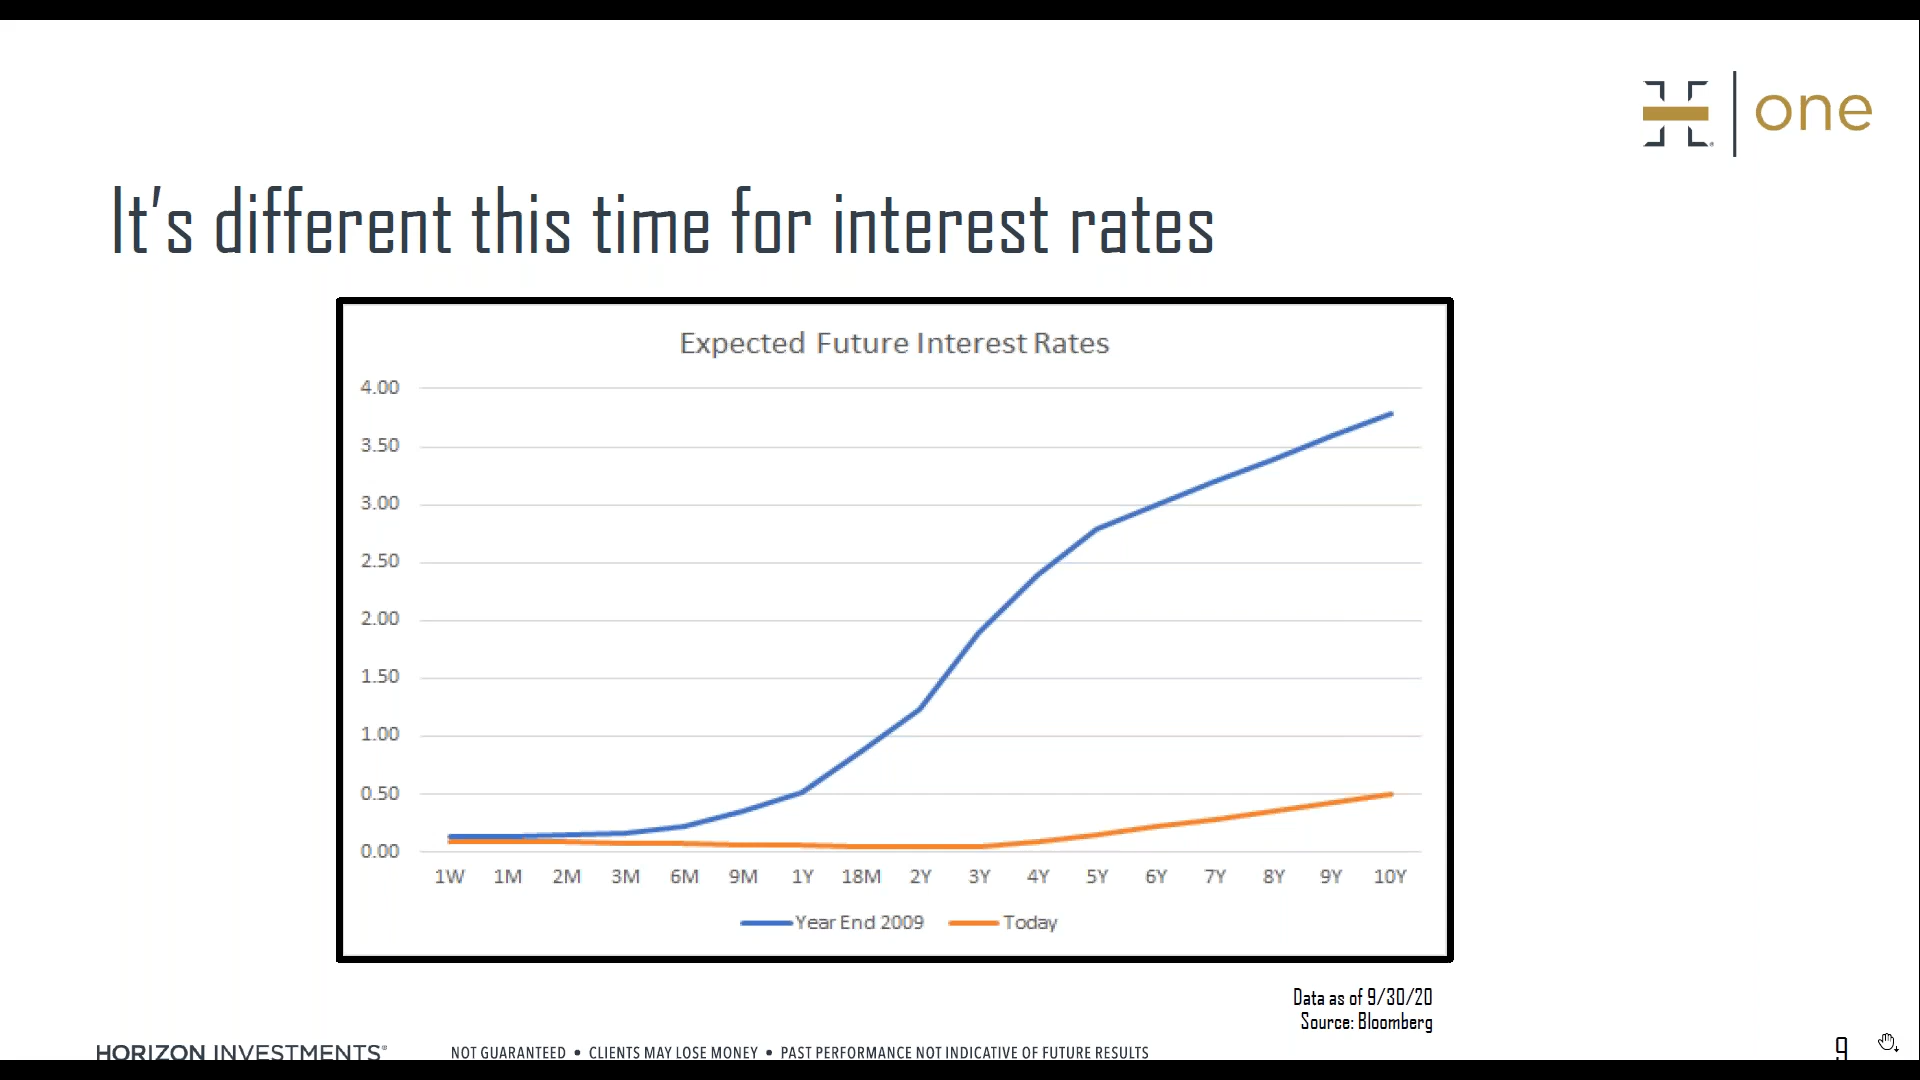 one
It's different this time for interest rates
Expected Future Interest Rates
4.00
3.50
3.00
2.50
2.00
1.50
1.00
0.50
0.00
1W 1M 2M 3M 6M 9M 1Y 18M 2Y 3Y 4Y 5Y 6Y 7Y 8Y 9Y 10Y
Year End 2009 Today
Data as of 9/30/20
Source: Bloomberg
HORIZON INVESTMENTS® NOT GUARANTEED • CLIENTS MAY LOSE MONEY • PAST PERFORMANCE NOT INDICATIVE OF FUTURE RESULTS 9